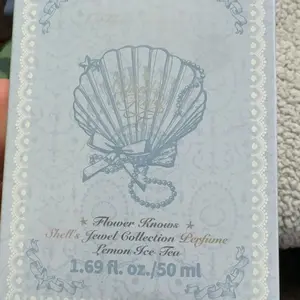 Flower Knows
Shell's Jewel Collection Perfume
Lemon Ice Tea
1.69 fl. oz./50 ml